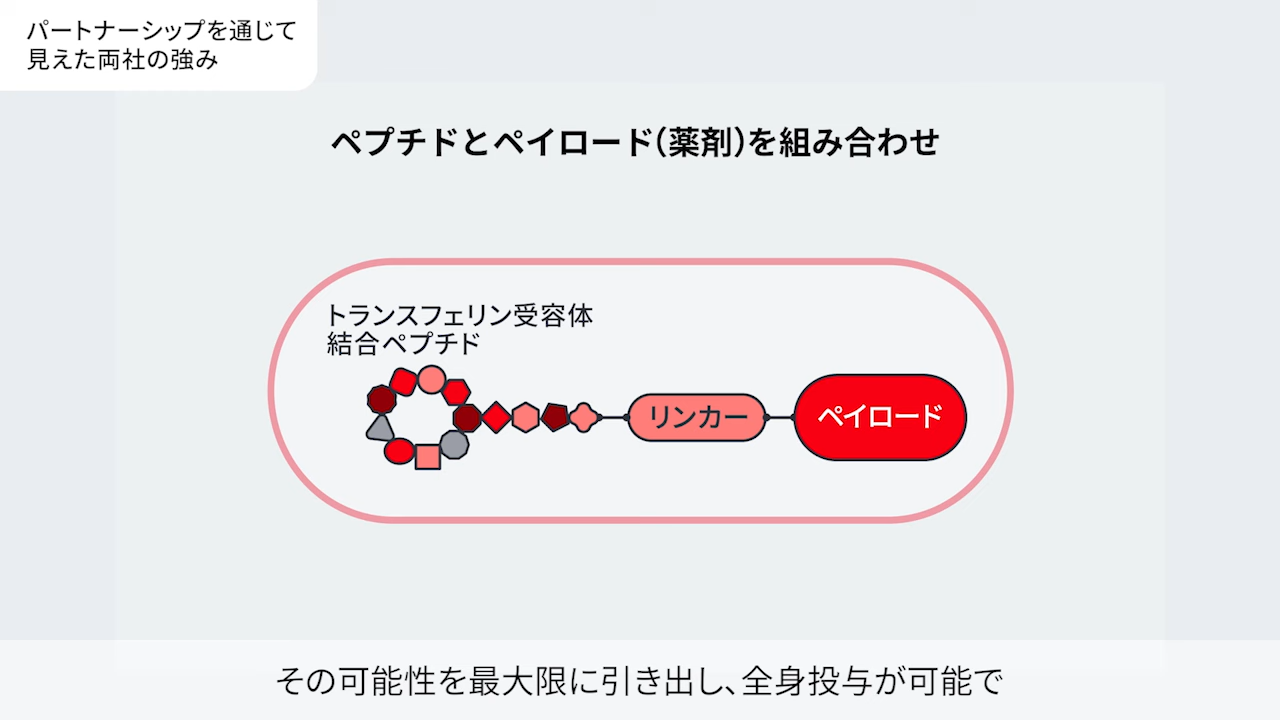 パートナーシップを通じて
見えた両社の強み
ペプチドとペイロード(薬剤)を組み合わせ
トランスフェリン受容体
結合ペプチド
リンカー
ペイロード
その可能性を最大限に引き出し、全身投与が可能で